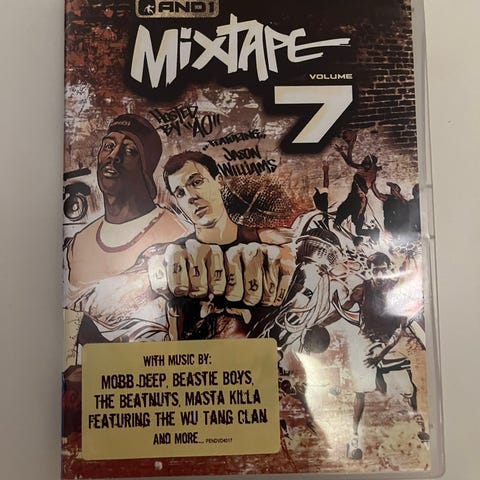 AND1
MiXTAPE
VOLUME
7
HOSTED
BY "AO"
FEATURING...
JASON
WILLIAMS
WITH MUSIC BY:
MOBB DEEP, BEASTIE BOYS,
THE BEATNUTS, MASTA KILLA
FEATURING THE WU TANG CLAN
AND MORE... PENDVD4017